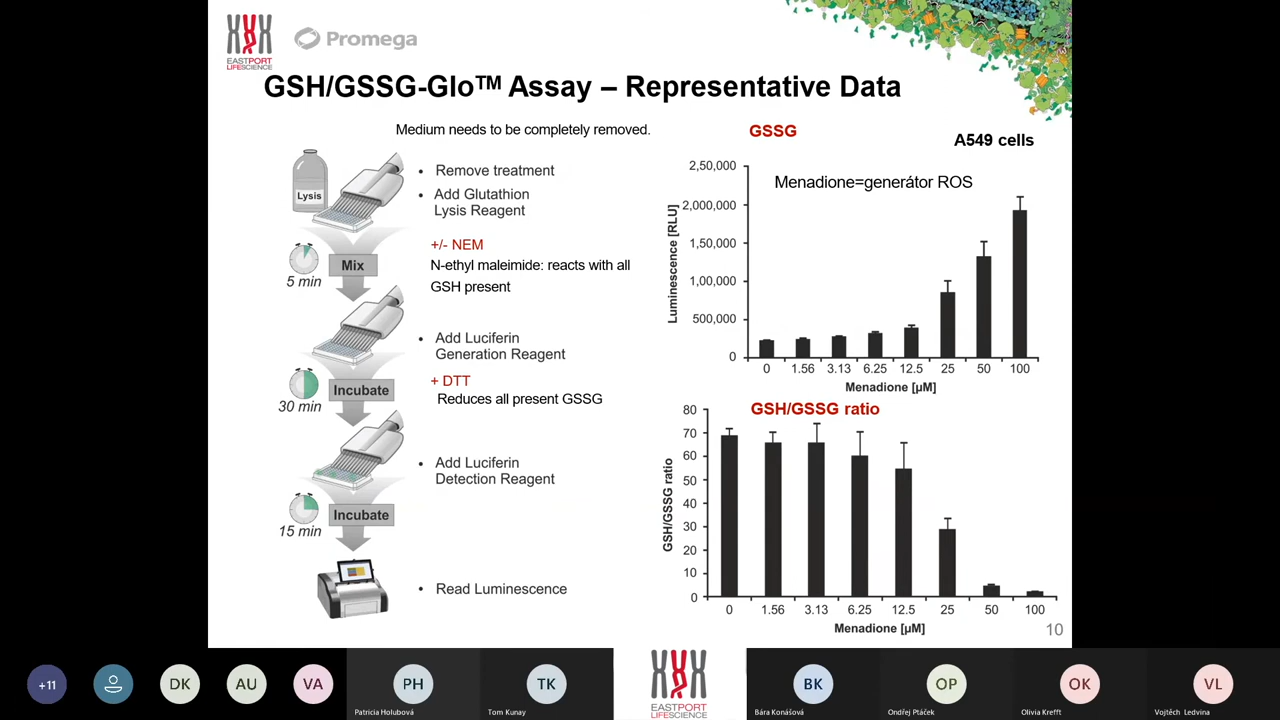 EASTPORT
LIFESCIENCE
Promega
GSH/GSSG-Glo™ Assay – Representative Data
Medium needs to be completely removed.
Lysis
• Remove treatment
• Add Glutathion
Lysis Reagent
5 min
Mix
+/- NEM
N-ethyl maleimide: reacts with all
GSH present
• Add Luciferin
Generation Reagent
30 min
Incubate
+ DTT
Reduces all present GSSG
• Add Luciferin
Detection Reagent
15 min
Incubate
• Read Luminescence
GSSG
A549 cells
Menadione=generátor ROS
Luminescence [RLU]
2,50,000
2,000,000
1,50,000
1,00,000
500,000
0
0 1.56 3.13 6.25 12.5 25 50 100
Menadione [µM]
GSH/GSSG ratio
GSH/GSSG ratio
80
70
60
50
40
30
20
10
0
0 1.56 3.13 6.25 12.5 25 50 100
Menadione [µM]
10
+11
DK
AU
VA
PH
Patricia Holubová
TK
Tom Kunay
EASTPORT
LIFESCIENCE
BK
Bára Konášová
OP
Ondřej Ptáček
OK
Olivia Krefft
VL
Vojtěch Ledvina